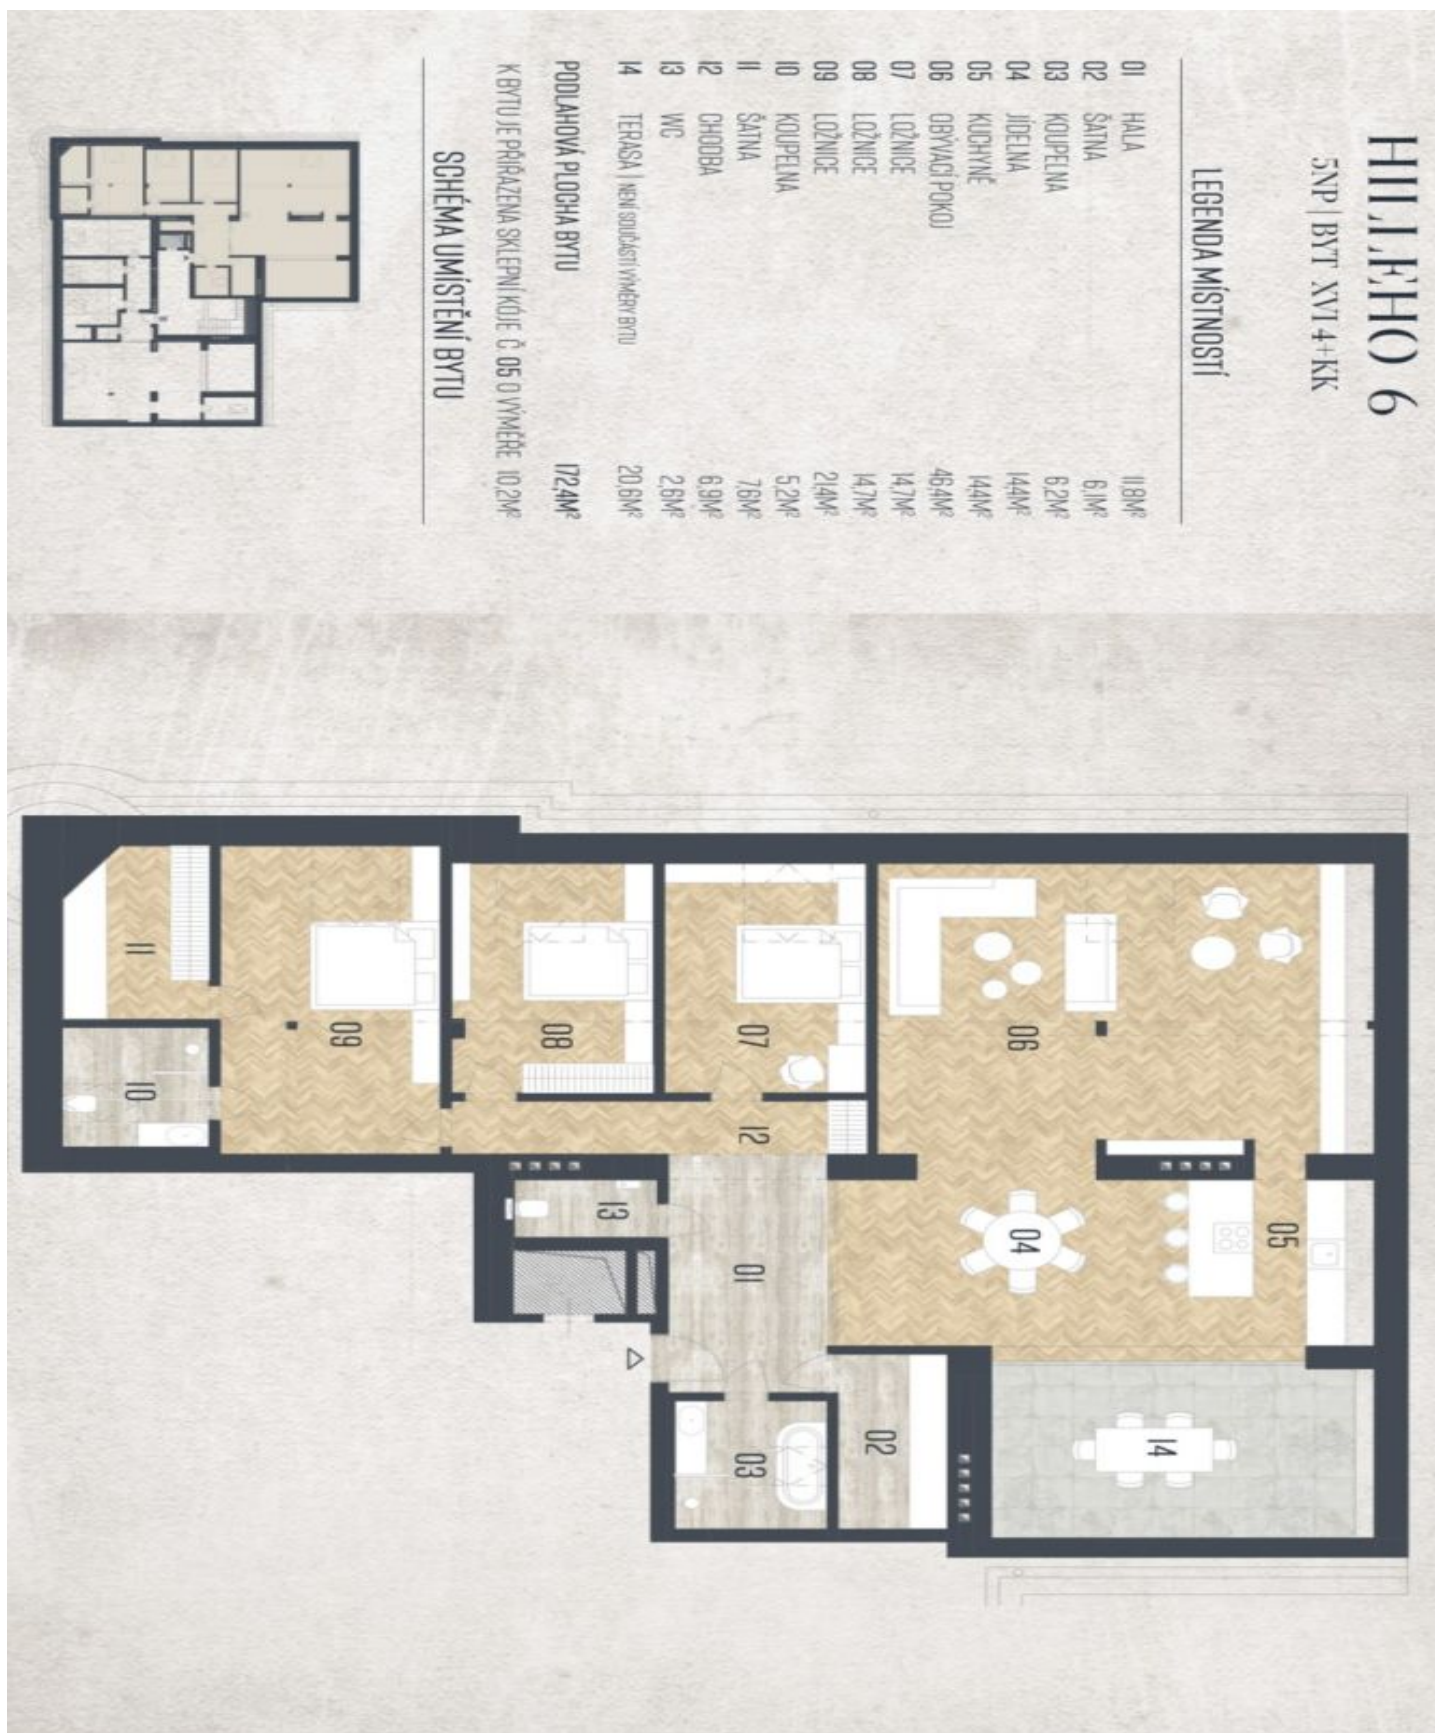 HILLEHO 6
5NP | BYT XVI 4+KK
LEGENDA MÍSTNOSTÍ
01 HALA 11,8M²
02 ŠATNA 6,1M²
03 KOUPELNA 6,2M²
04 JÍDELNA 14,4M²
05 KUCHYNĚ 14,4M²
06 OBÝVACÍ POKOJ 46,4M²
07 LOŽNICE 14,7M²
08 LOŽNICE 14,7M²
09 LOŽNICE 21,4M²
10 KOUPELNA 5,2M²
11 ŠATNA 7,6M²
12 CHODBA 6,9M²
13 WC 2,6M²
14 TERASA | NENÍ SOUČÁSTÍ VÝMĚRY BYTU 20,6M²
PODLAHOVÁ PLOCHA BYTU 172,4M²
K BYTU JE PŘIŘAZENA SKLEPNÍ KÓJE Č. 05 O VÝMĚŘE 10,2M²
SCHÉMA UMÍSTĚNÍ BYTU
06
05
04
14
07
12
01
02
03
08
13
09
11
10